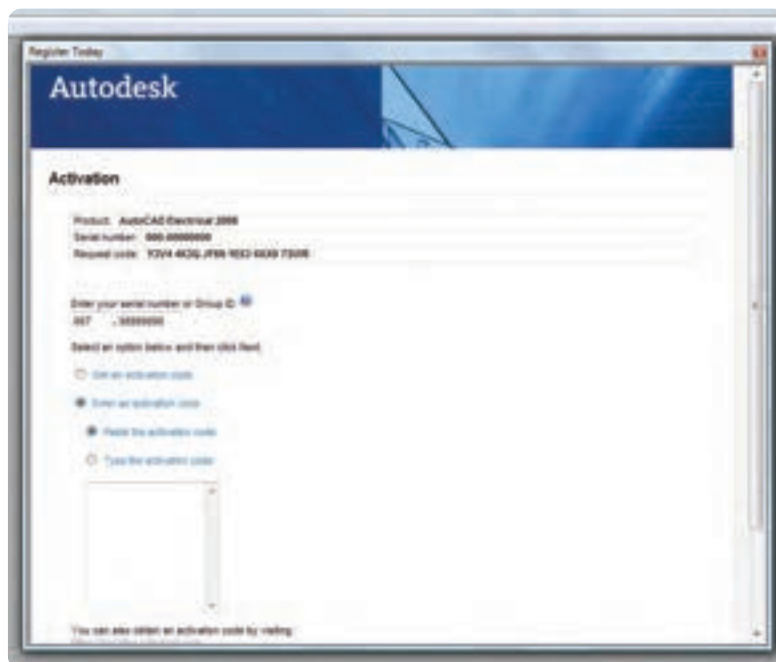 Register Today
Autodesk
Activation
Product: AutoCAD Electrical 2008
Serial number: 000-00000000
Request code:
Enter your serial number or Group ID:
Select an option below and then click Next.
Get an activation code
Enter an activation code
Paste the activation code
Type the activation code
You can also obtain an activation code by visiting: